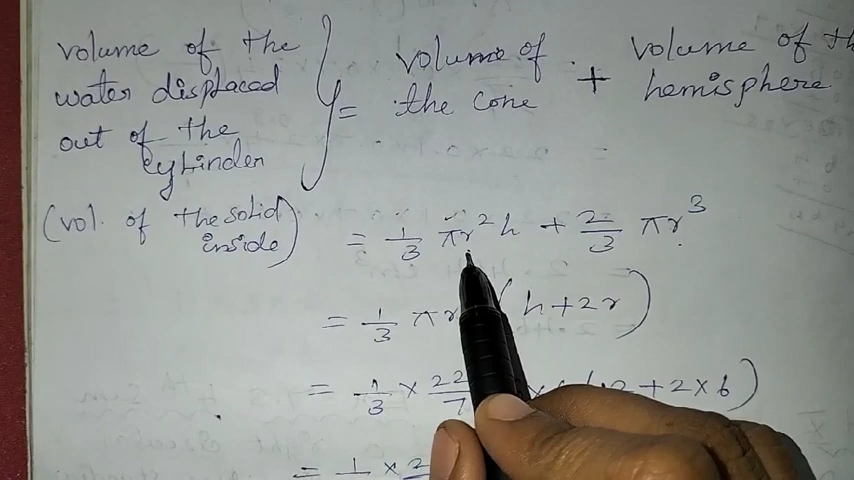 volume of the water displaced out of the cylinder } = volume of the cone + volume of hemisphere
(vol. of the solid inside) = 1/3 πr²h + 2/3 πr³
= 1/3 πr (h+2r)
= 1/3 × 22/7 × + 2×6)
= 1 ×